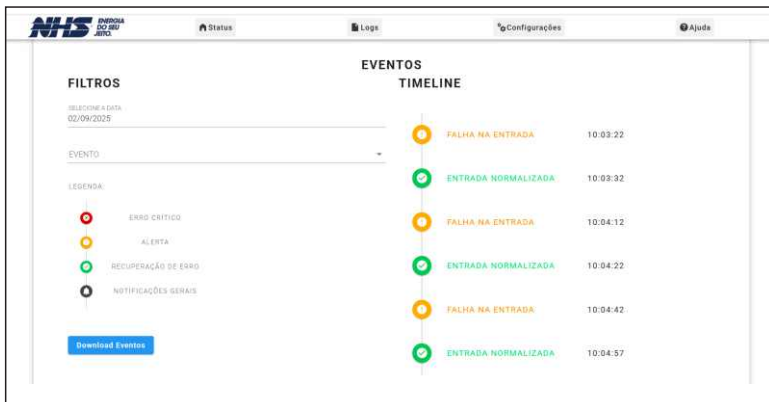 NHS ENERGIA
DO SEU
JEITO.
Status
Logs
Configurações
Ajuda
EVENTOS
FILTROS
TIMELINE
SELECIONE A DATA
02/09/2025
EVENTO
LEGENDA:
ERRO CRÍTICO
ALERTA
RECUPERAÇÃO DE ERRO
NOTIFICAÇÕES GERAIS
Download Eventos
FALHA NA ENTRADA 10:03:22
ENTRADA NORMALIZADA 10:03:32
FALHA NA ENTRADA 10:04:12
ENTRADA NORMALIZADA 10:04:22
FALHA NA ENTRADA 10:04:42
ENTRADA NORMALIZADA 10:04:57